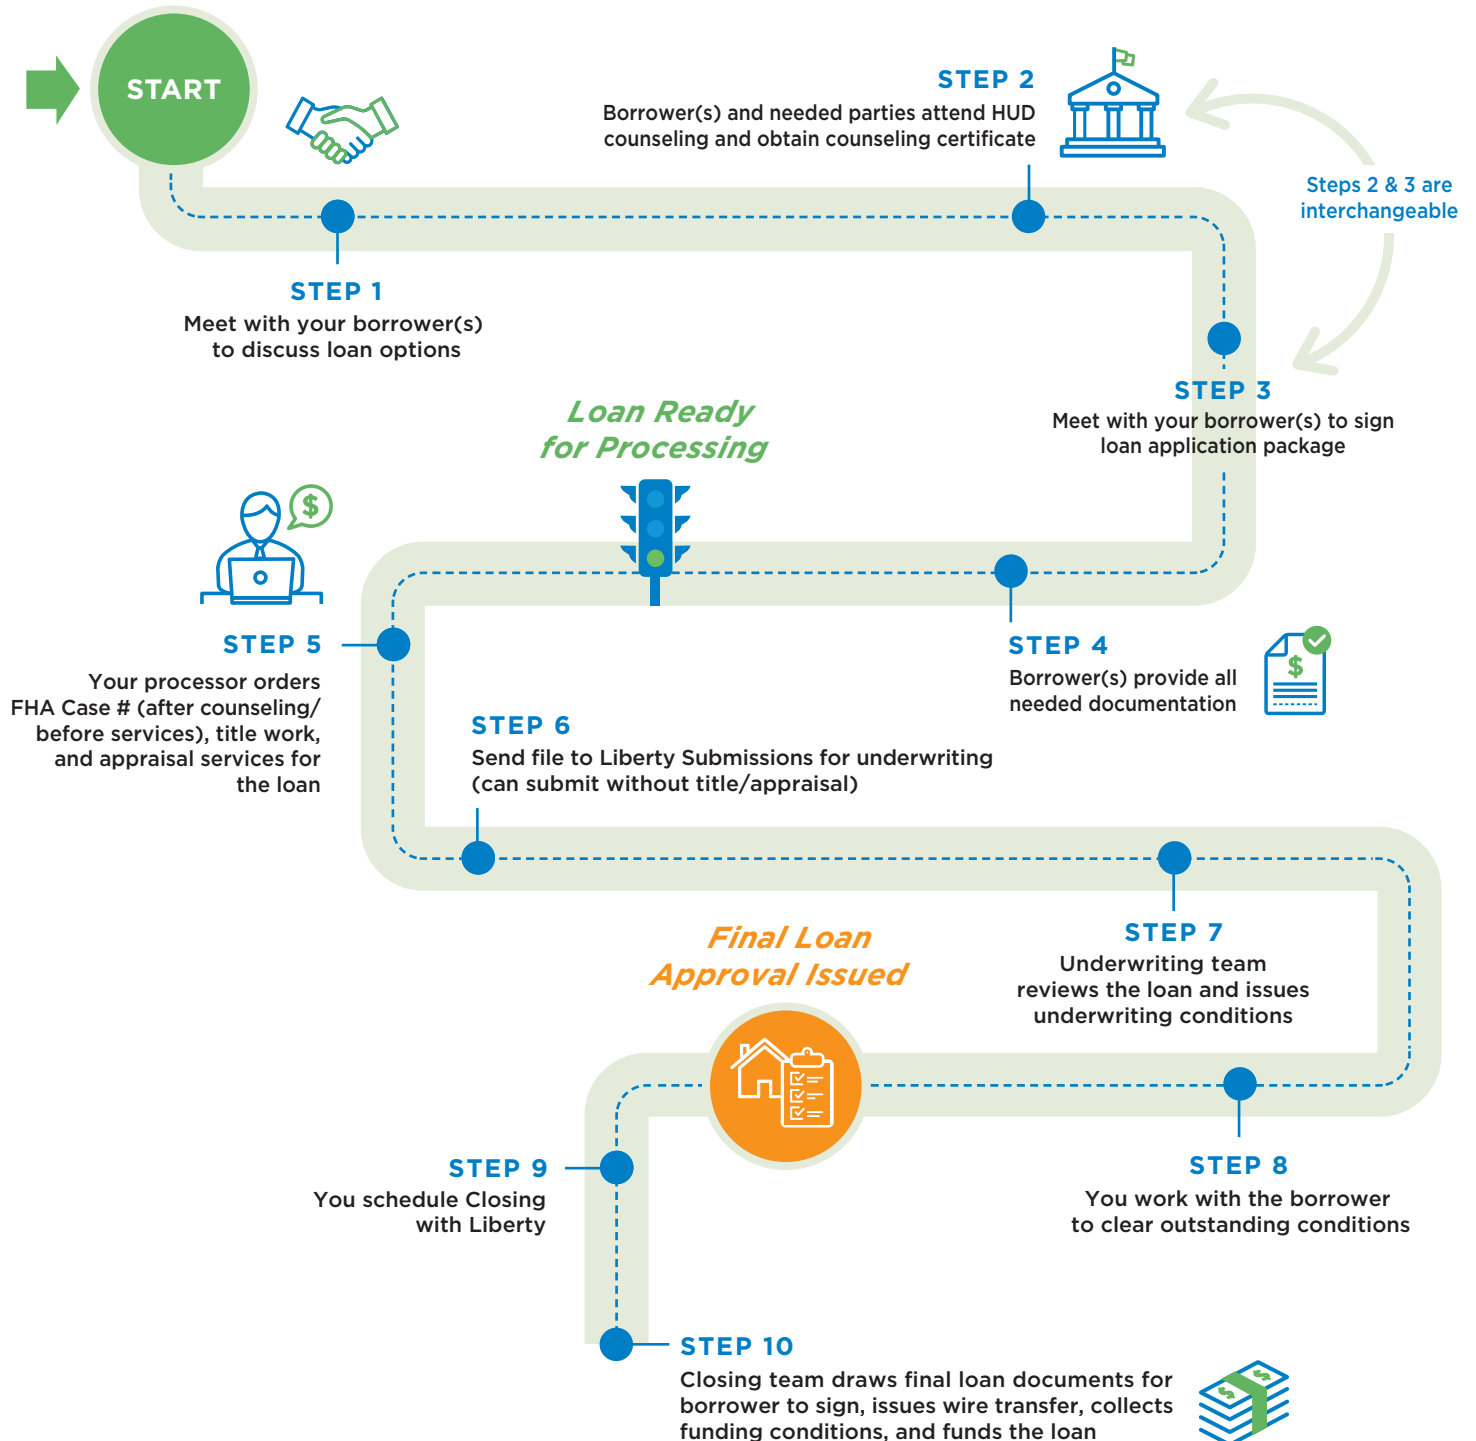 START
STEP 1
Meet with your borrower(s)
to discuss loan options
STEP 2
Borrower(s) and needed parties attend HUD
counseling and obtain counseling certificate
Steps 2 & 3 are
interchangeable
STEP 3
Meet with your borrower(s) to sign
loan application package
STEP 4
Borrower(s) provide all
needed documentation
$
Loan Ready
for Processing
$
STEP 5
Your processor orders
FHA Case # (after counseling/
before services), title work,
and appraisal services for
the loan
STEP 6
Send file to Liberty Submissions for underwriting
(can submit without title/appraisal)
STEP 7
Underwriting team
reviews the loan and issues
underwriting conditions
STEP 8
You work with the borrower
to clear outstanding conditions
Final Loan
Approval Issued
STEP 9
You schedule Closing
with Liberty
STEP 10
Closing team draws final loan documents for
borrower to sign, issues wire transfer, collects
funding conditions, and funds the loan
$ $